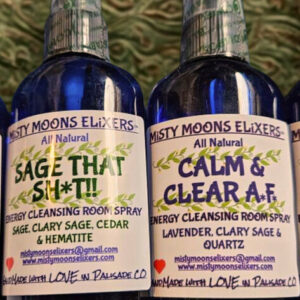 MiSTY MOONS ELiXERS
All Natural
SAGE THAT
SH*T!!
ENERGY CLEANSING ROOM SPRAY
SAGE, CLARY SAGE, CEDAR
& HEMATITE
mistymoonselixers@gmail.com
www.mistymoonselixers.com
HandMade with LOVE in Palisade CO
MiSTY MOONS ELiXERS
All Natural
CALM &
CLEAR A.F.
ENERGY CLEANSING ROOM SPRAY
LAVENDER, CLARY SAGE &
QUARTZ
mistymoonselixers@gmail.com
www.mistymoonselixers.com
HandMade with LOVE in Palisade CO